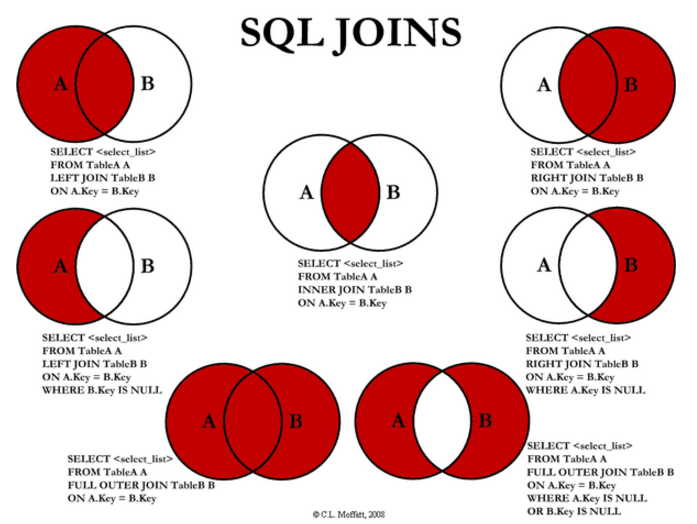 SQL JOINS
A B
SELECT <select_list>
FROM TableA A
LEFT JOIN TableB B
ON A.Key = B.Key
A B
SELECT <select_list>
FROM TableA A
RIGHT JOIN TableB B
ON A.Key = B.Key
A B
SELECT <select_list>
FROM TableA A
INNER JOIN TableB B
ON A.Key = B.Key
A B
SELECT <select_list>
FROM TableA A
LEFT JOIN TableB B
ON A.Key = B.Key
WHERE B.Key IS NULL
A B
SELECT <select_list>
FROM TableA A
RIGHT JOIN TableB B
ON A.Key = B.Key
WHERE A.Key IS NULL
A B
SELECT <select_list>
FROM TableA A
FULL OUTER JOIN TableB B
ON A.Key = B.Key
A B
SELECT <select_list>
FROM TableA A
FULL OUTER JOIN TableB B
ON A.Key = B.Key
WHERE A.Key IS NULL
OR B.Key IS NULL
© C.L. Moffatt, 2008